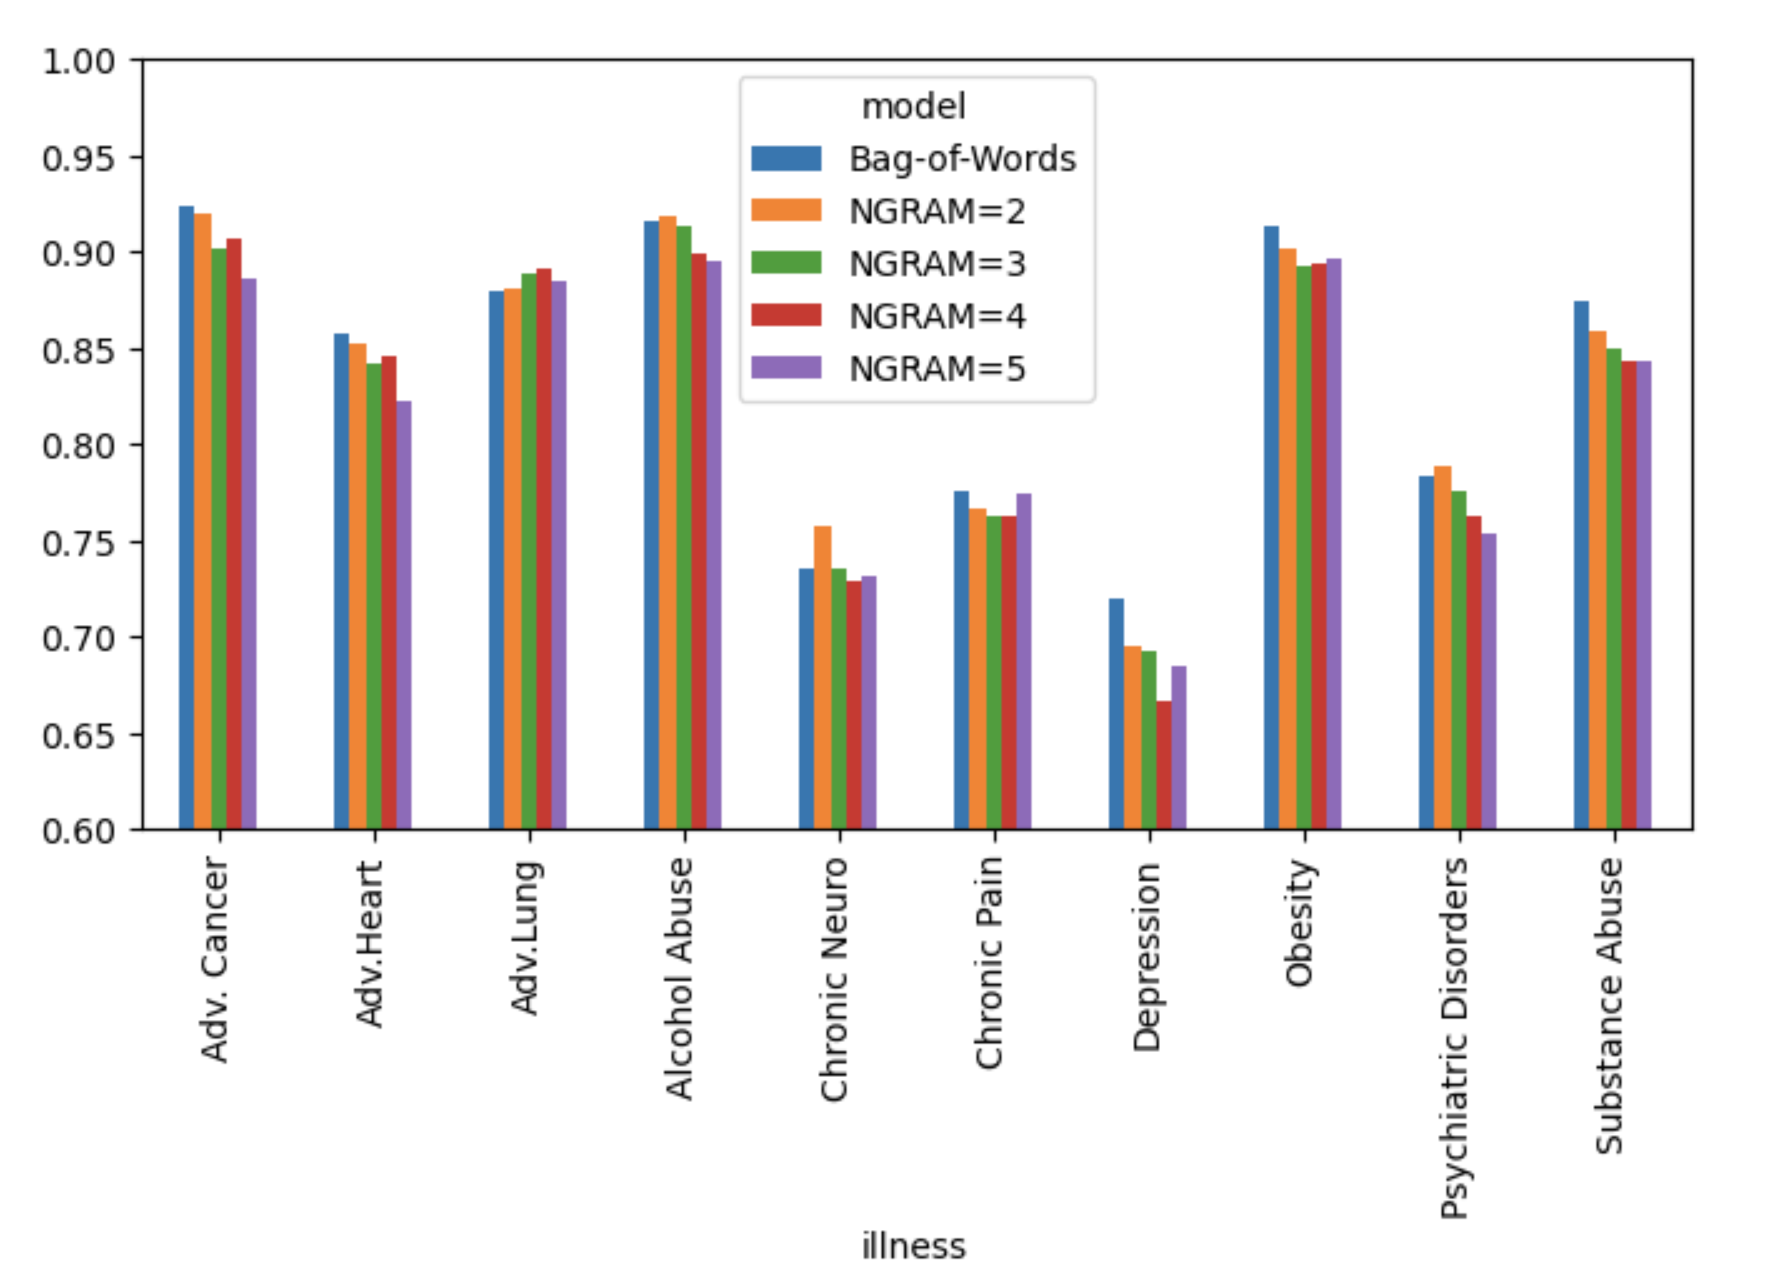 1.00
0.95
0.90
0.85
0.80
0.75
0.70
0.65
0.60
model
Bag-of-Words
NGRAM=2
NGRAM=3
NGRAM=4
NGRAM=5
Adv. Cancer
Adv.Heart
Adv.Lung
Alcohol Abuse
Chronic Neuro
Chronic Pain
Depression
Obesity
Psychiatric Disorders
Substance Abuse
illness